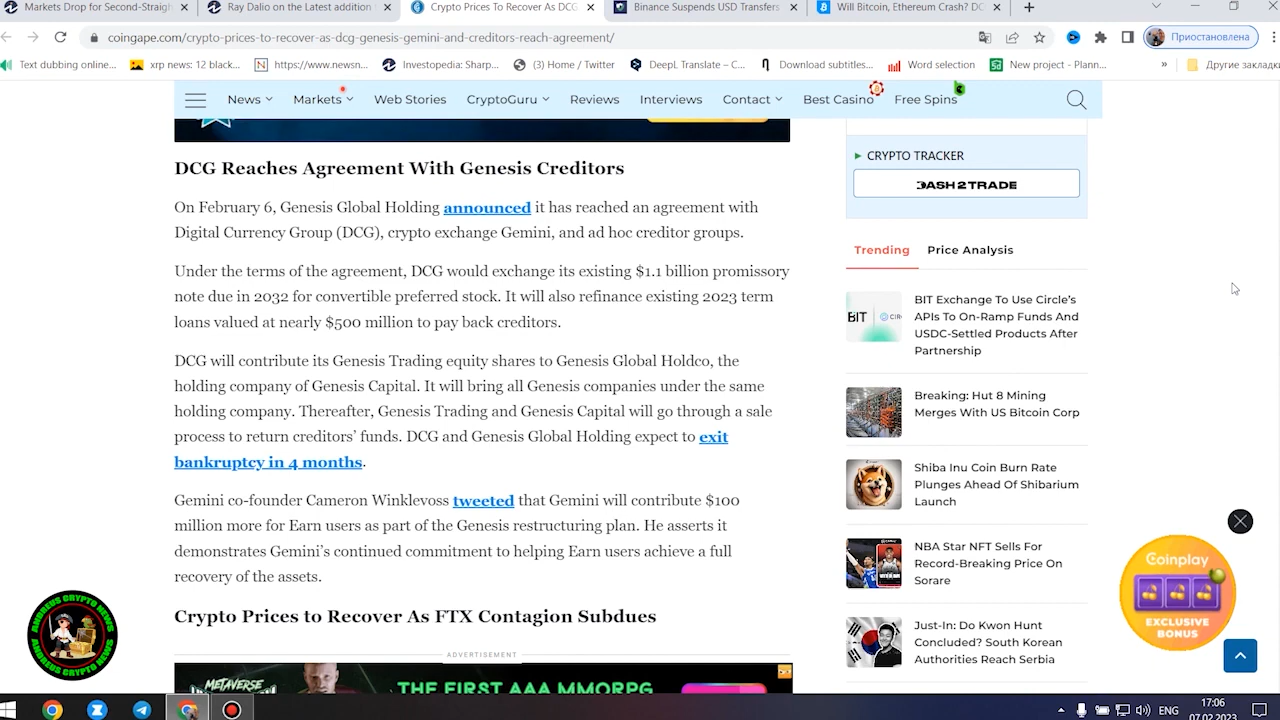 Markets Drop for Second-Straigh
Ray Dalio on the Latest addition
Crypto Prices To Recover As DCG
Binance Suspends USD Transfers
Will Bitcoin, Ethereum Crash? DC
coingape.com/crypto-prices-to-recover-as-dcg-genesis-gemini-and-creditors-reach-agreement/
Приостановлена
Text dubbing online...
xrp news: 12 black...
https://www.newsn...
Investopedia: Sharp...
(3) Home / Twitter
DeepL Translate – C...
Download subtitles...
Word selection
New project - Plann...
»
Другие закладки
News
Markets
Web Stories
CryptoGuru
Reviews
Interviews
Contact
Best Casino
Free Spins
DCG Reaches Agreement With Genesis Creditors
On February 6, Genesis Global Holding announced it has reached an agreement with
Digital Currency Group (DCG), crypto exchange Gemini, and ad hoc creditor groups.
Under the terms of the agreement, DCG would exchange its existing $1.1 billion promissory
note due in 2032 for convertible preferred stock. It will also refinance existing 2023 term
loans valued at nearly $500 million to pay back creditors.
DCG will contribute its Genesis Trading equity shares to Genesis Global Holdco, the
holding company of Genesis Capital. It will bring all Genesis companies under the same
holding company. Thereafter, Genesis Trading and Genesis Capital will go through a sale
process to return creditors' funds. DCG and Genesis Global Holding expect to exit
bankruptcy in 4 months.
Gemini co-founder Cameron Winklevoss tweeted that Gemini will contribute $100
million more for Earn users as part of the Genesis restructuring plan. He asserts it
demonstrates Gemini's continued commitment to helping Earn users achieve a full
recovery of the assets.
Crypto Prices to Recover As FTX Contagion Subdues
ADVERTISEMENT
METAVERSE
THE FIRST AAA MMORPG
CRYPTO TRACKER
DASH 2 TRADE
Trending
Price Analysis
BIT Exchange To Use Circle's
APIs To On-Ramp Funds And
USDC-Settled Products After
Partnership
BIT
CIR
Breaking: Hut 8 Mining
Merges With US Bitcoin Corp
Shiba Inu Coin Burn Rate
Plunges Ahead Of Shibarium
Launch
NBA Star NFT Sells For
Record-Breaking Price On
Sorare
Just-In: Do Kwon Hunt
Concluded? South Korean
Authorities Reach Serbia
Coinplay
EXCLUSIVE
BONUS
ANDREUS CRYPTO NEWS
ANDREUS CRYPTO NEWS
ENG
17:06
07.02.2023